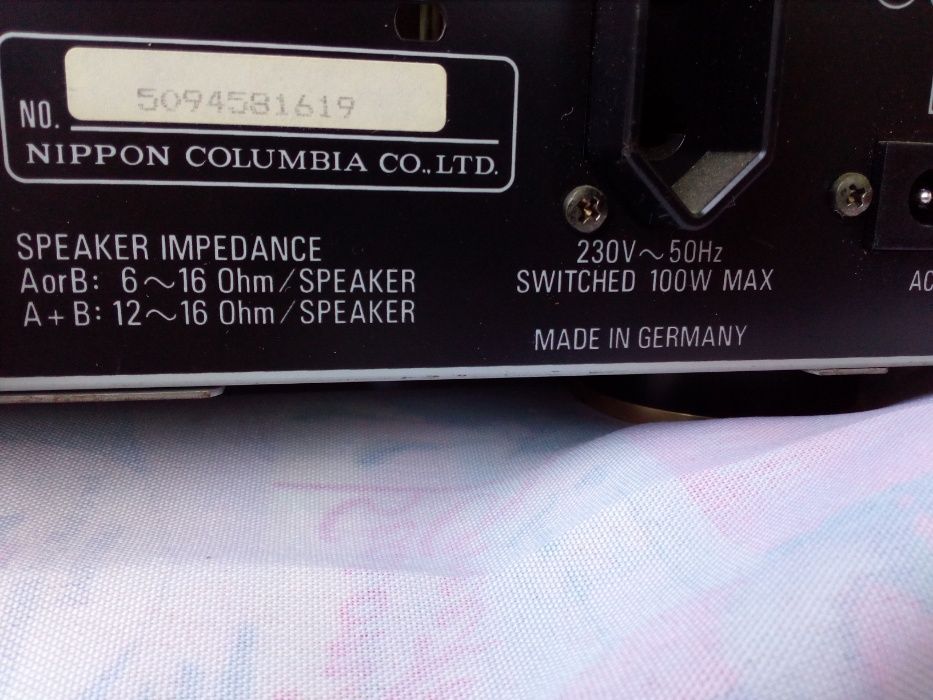 NO. 5094581619
NIPPON COLUMBIA CO.,LTD.
SPEAKER IMPEDANCE
AorB: 6~16 Ohm/SPEAKER
A+B: 12~16 Ohm/SPEAKER
230V~50Hz
SWITCHED 100W MAX
MADE IN GERMANY
AC